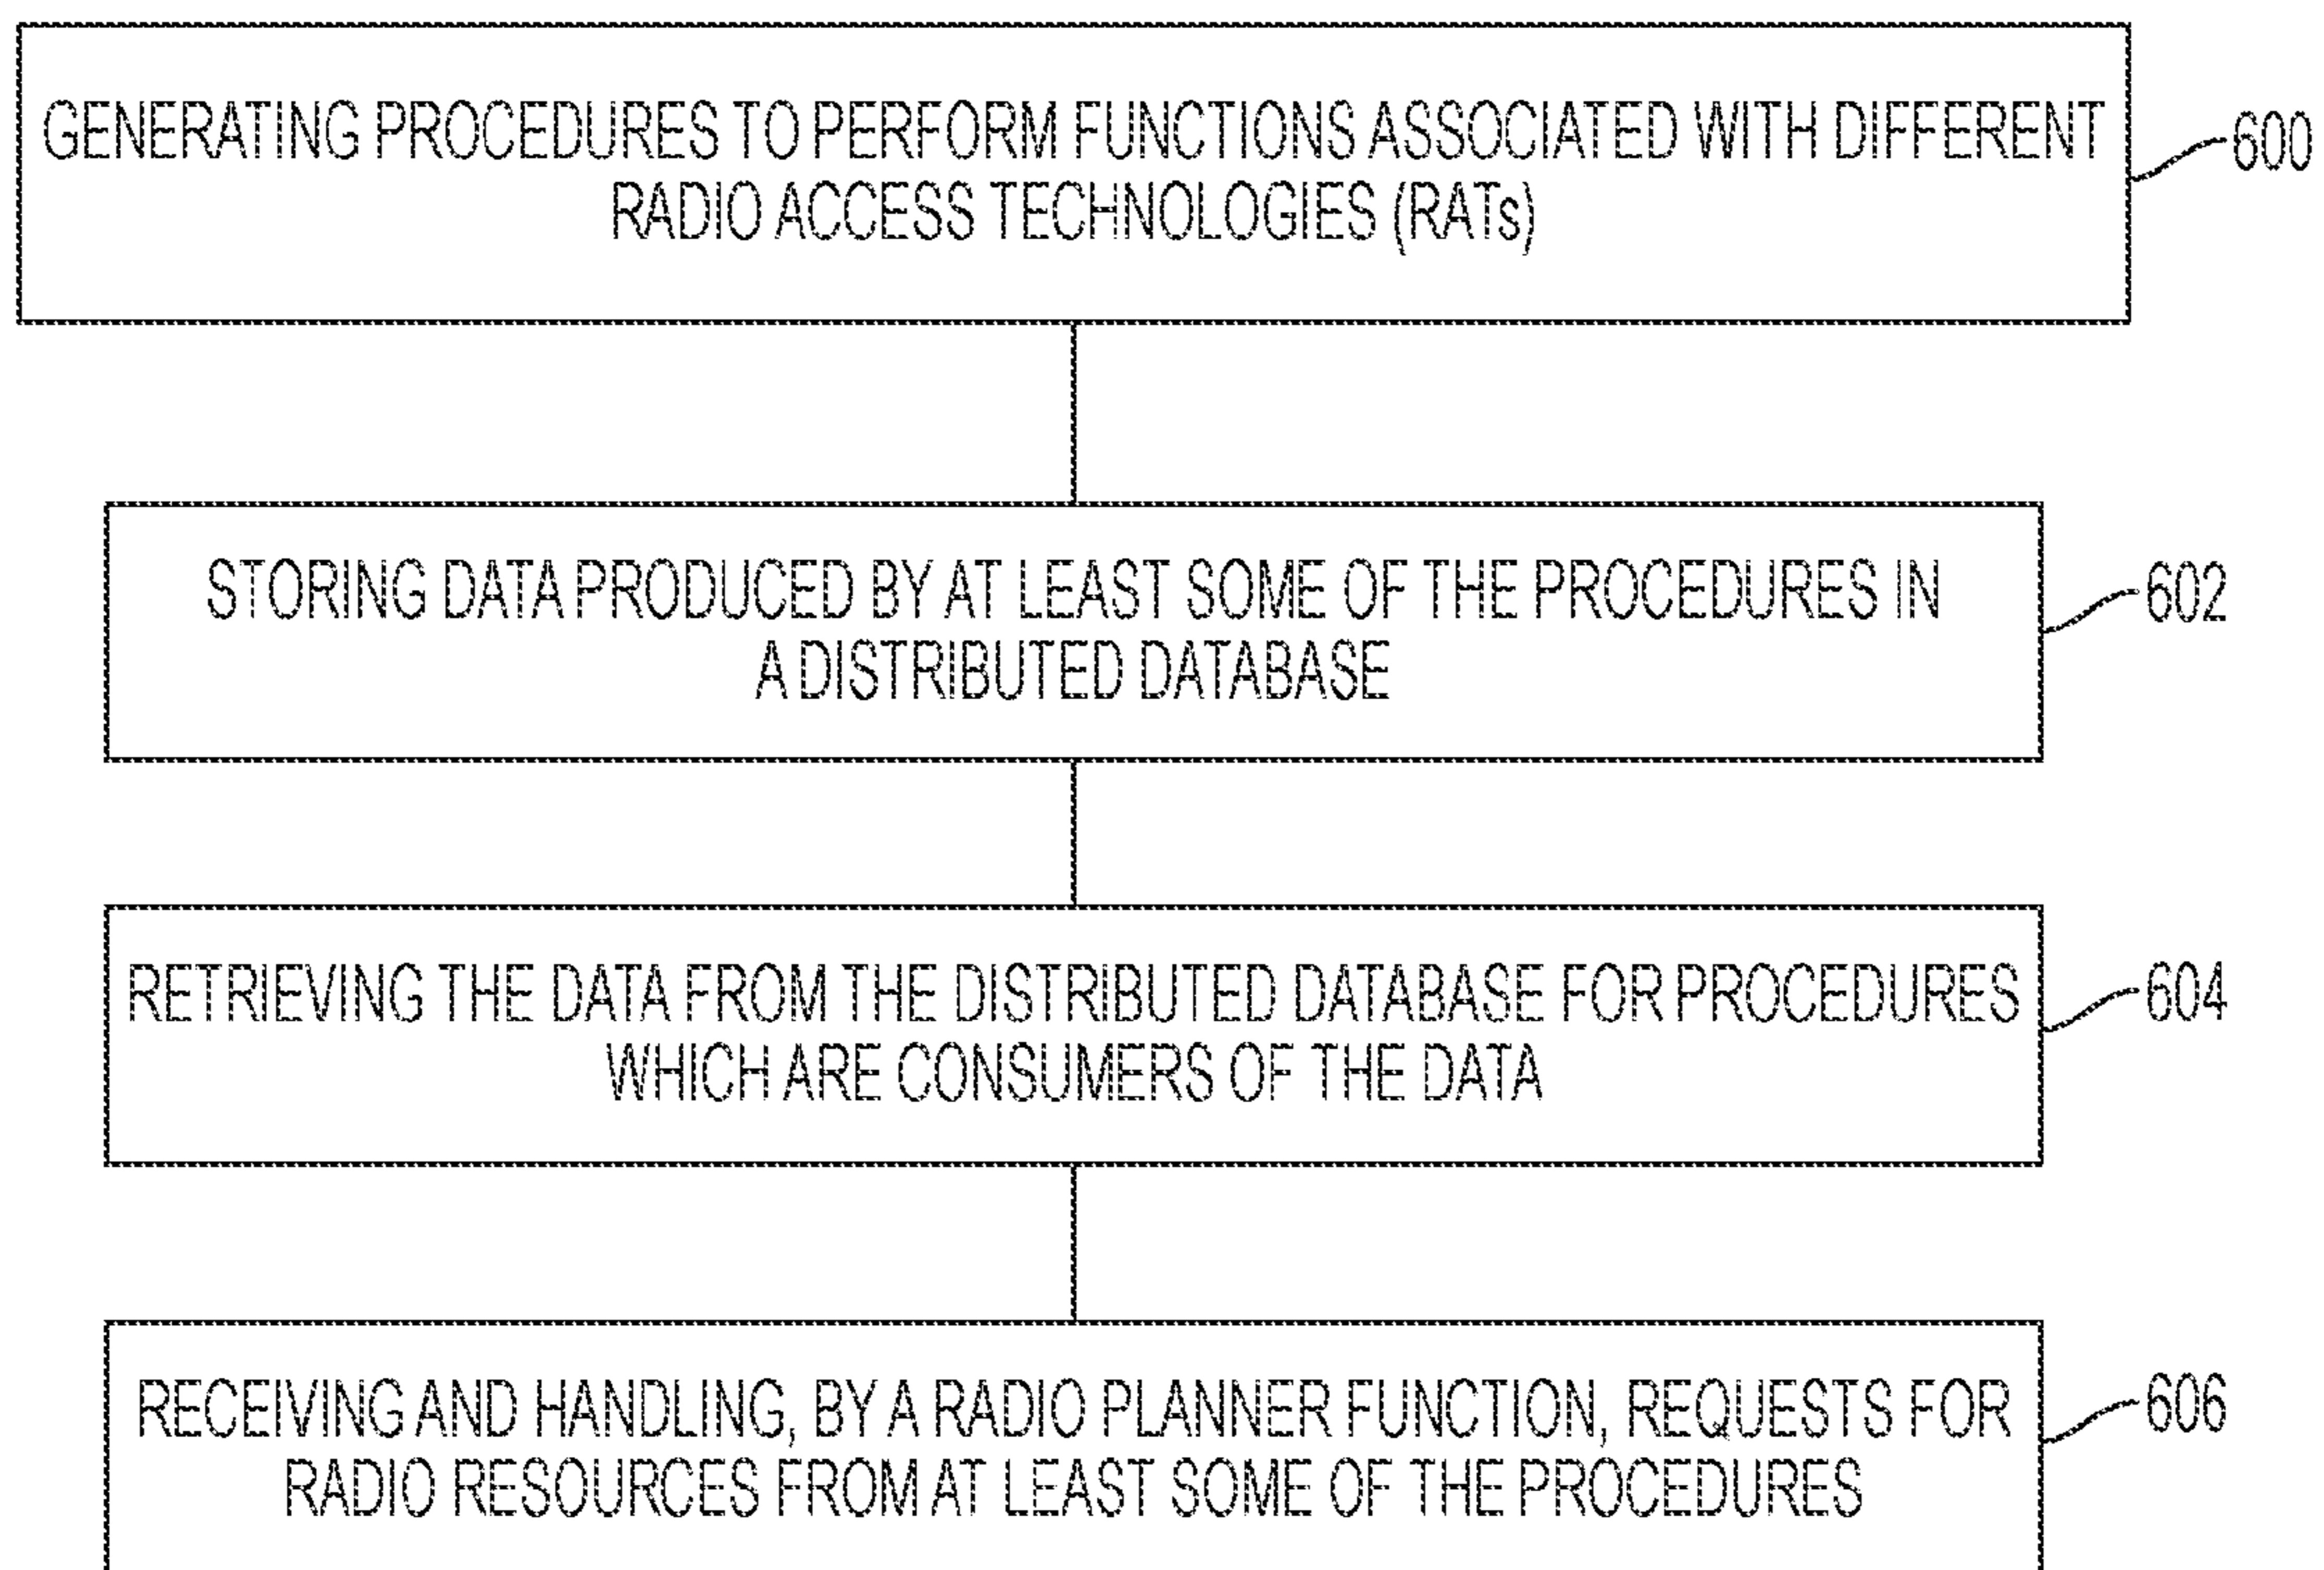 GENERATING PROCEDURES TO PERFORM FUNCTIONS ASSOCIATED WITH DIFFERENT
RADIO ACCESS TECHNOLOGIES (RATs)
600
STORING DATA PRODUCED BY AT LEAST SOME OF THE PROCEDURES IN
A DISTRIBUTED DATABASE
602
RETRIEVING THE DATA FROM THE DISTRIBUTED DATABASE FOR PROCEDURES
WHICH ARE CONSUMERS OF THE DATA
604
RECEIVING AND HANDLING, BY A RADIO PLANNER FUNCTION, REQUESTS FOR
RADIO RESOURCES FROM AT LEAST SOME OF THE PROCEDURES
606